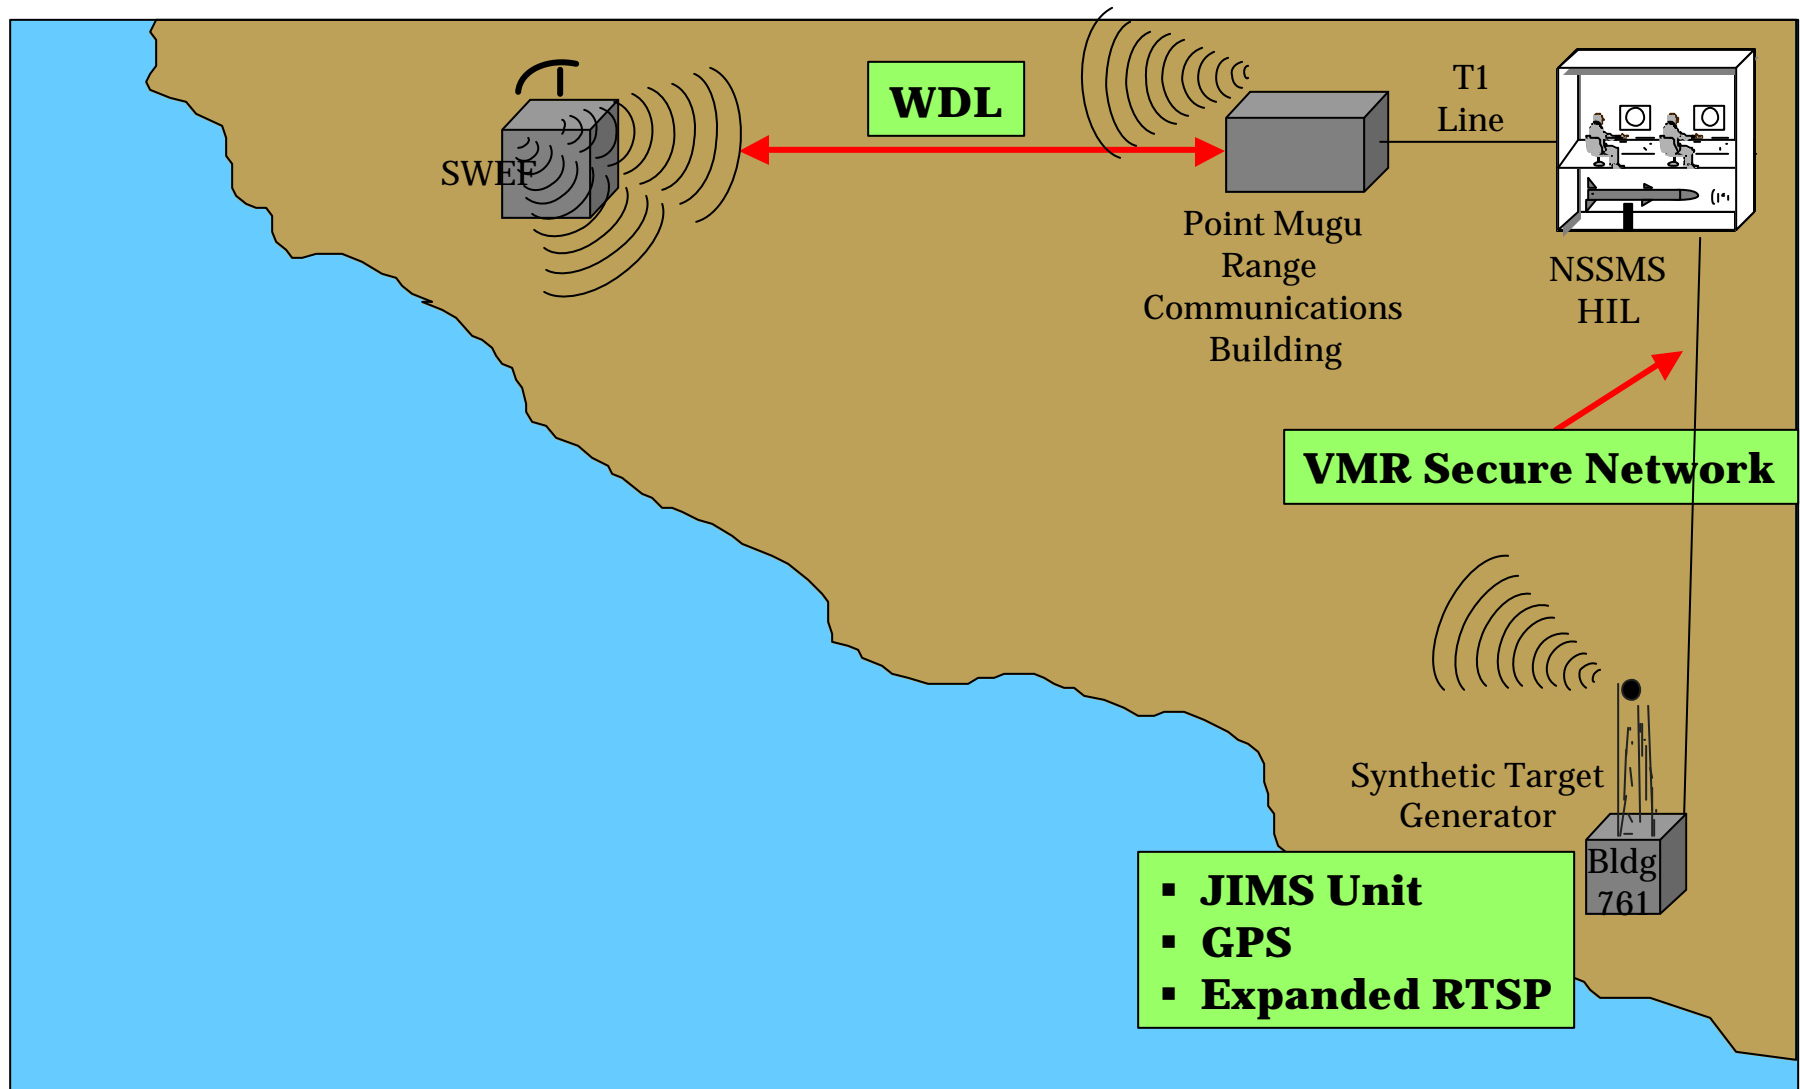 WDL
T1
Line
SWEF
Point Mugu
Range
Communications
Building
NSSMS
HIL
VMR Secure Network
Synthetic Target
Generator
Bldg
761
▪ JIMS Unit
▪ GPS
▪ Expanded RTSP